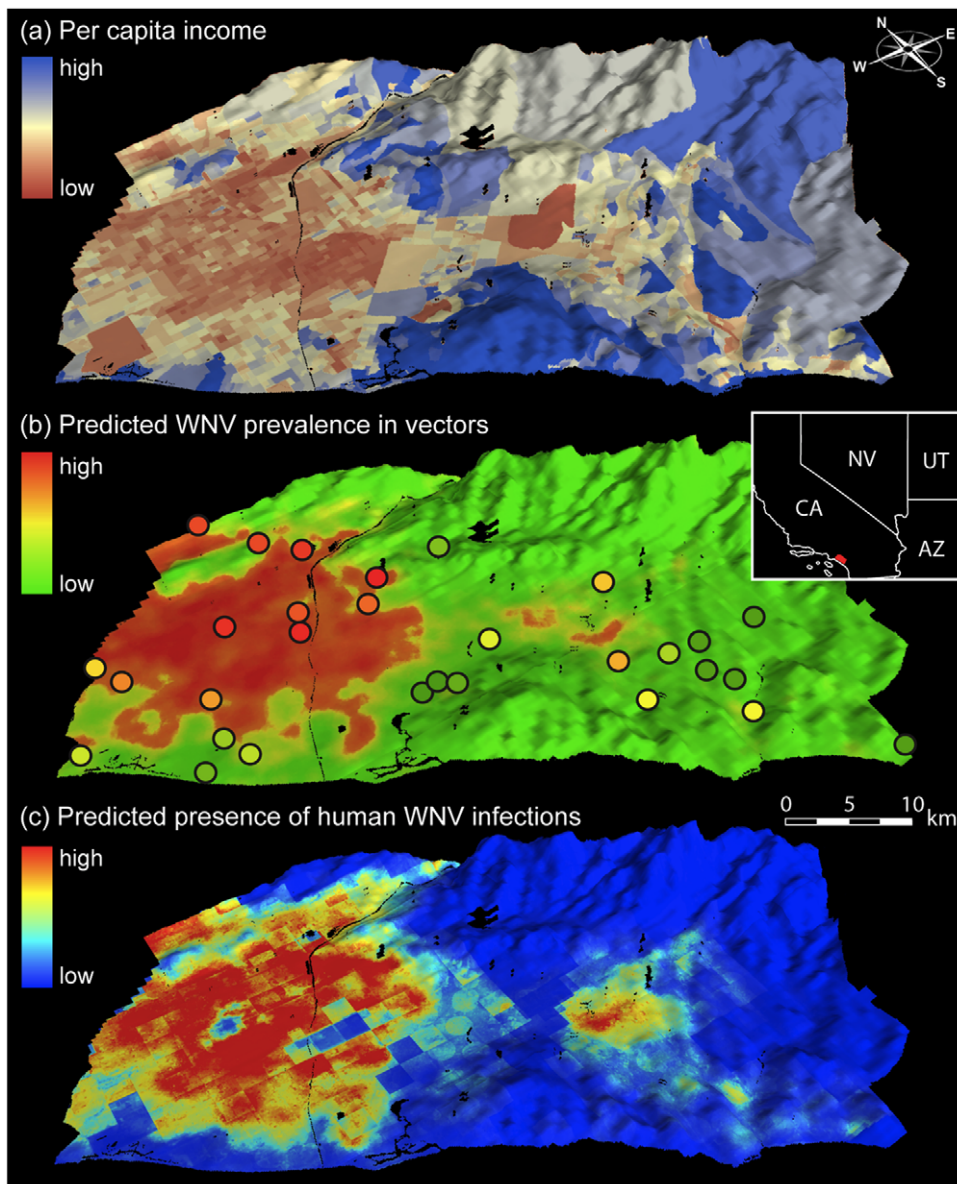 (a) Per capita income
high
low
N
E
W
S
(b) Predicted WNV prevalence in vectors
high
low
NV
UT
CA
AZ
(c) Predicted presence of human WNV infections
0 5 10
km
high
low